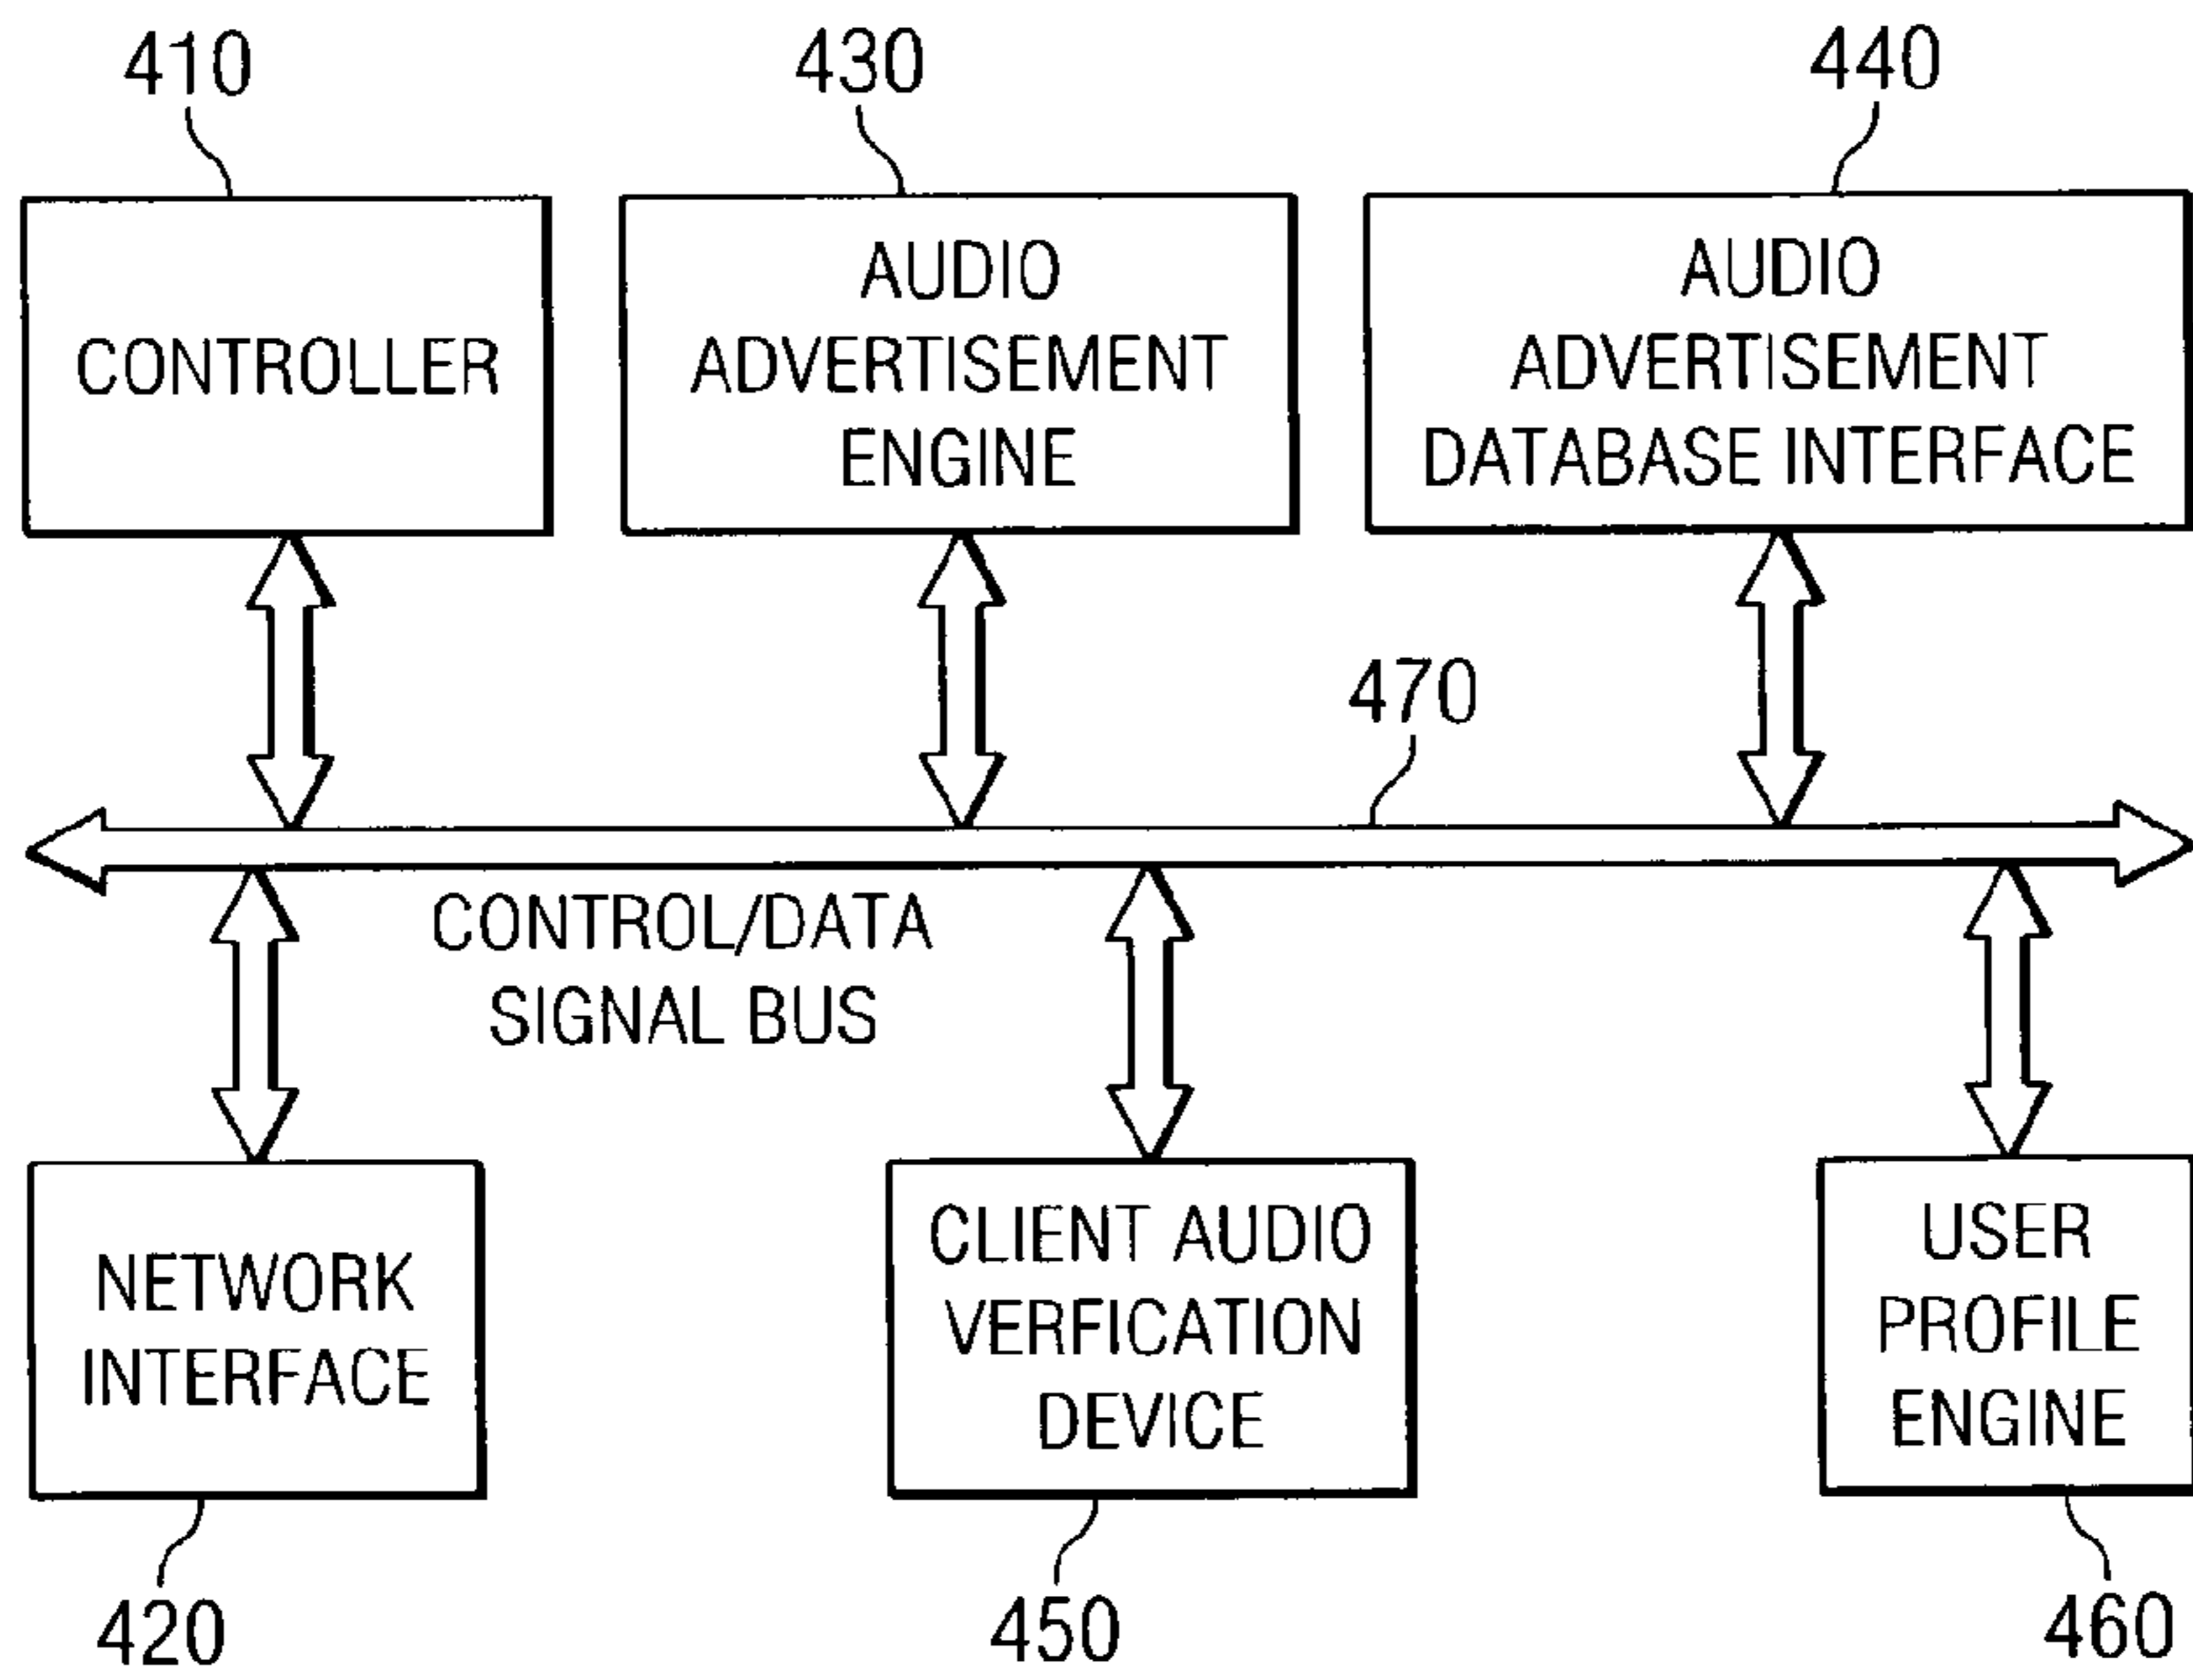 410
430
440
CONTROLLER
AUDIO
ADVERTISEMENT
ENGINE
AUDIO
ADVERTISEMENT
DATABASE INTERFACE
470
CONTROL/DATA
SIGNAL BUS
NETWORK
INTERFACE
CLIENT AUDIO
VERFICATION
DEVICE
USER
PROFILE
ENGINE
420
450
460